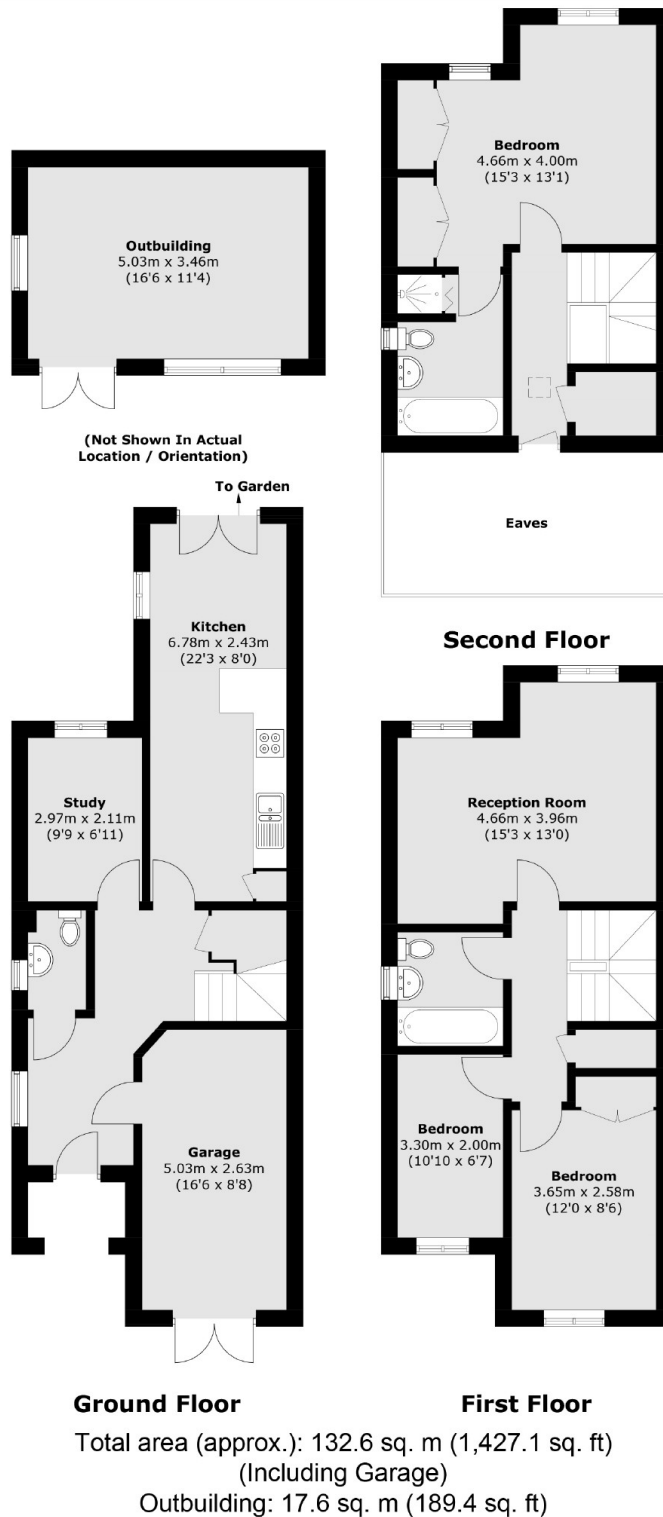 Outbuilding
5.03m x 3.46m
(16'6 x 11'4)
(Not Shown In Actual
Location / Orientation)
Bedroom
4.66m x 4.00m
(15'3 x 13'1)
Eaves
Second Floor
To Garden
Kitchen
6.78m x 2.43m
(22'3 x 8'0)
Study
2.97m x 2.11m
(9'9 x 6'11)
Garage
5.03m x 2.63m
(16'6 x 8'8)
Ground Floor
Reception Room
4.66m x 3.96m
(15'3 x 13'0)
Bedroom
3.30m x 2.00m
(10'10 x 6'7)
Bedroom
3.65m x 2.58m
(12'0 x 8'6)
First Floor
Total area (approx.): 132.6 sq. m (1,427.1 sq. ft)
(Including Garage)
Outbuilding: 17.6 sq. m (189.4 sq. ft)